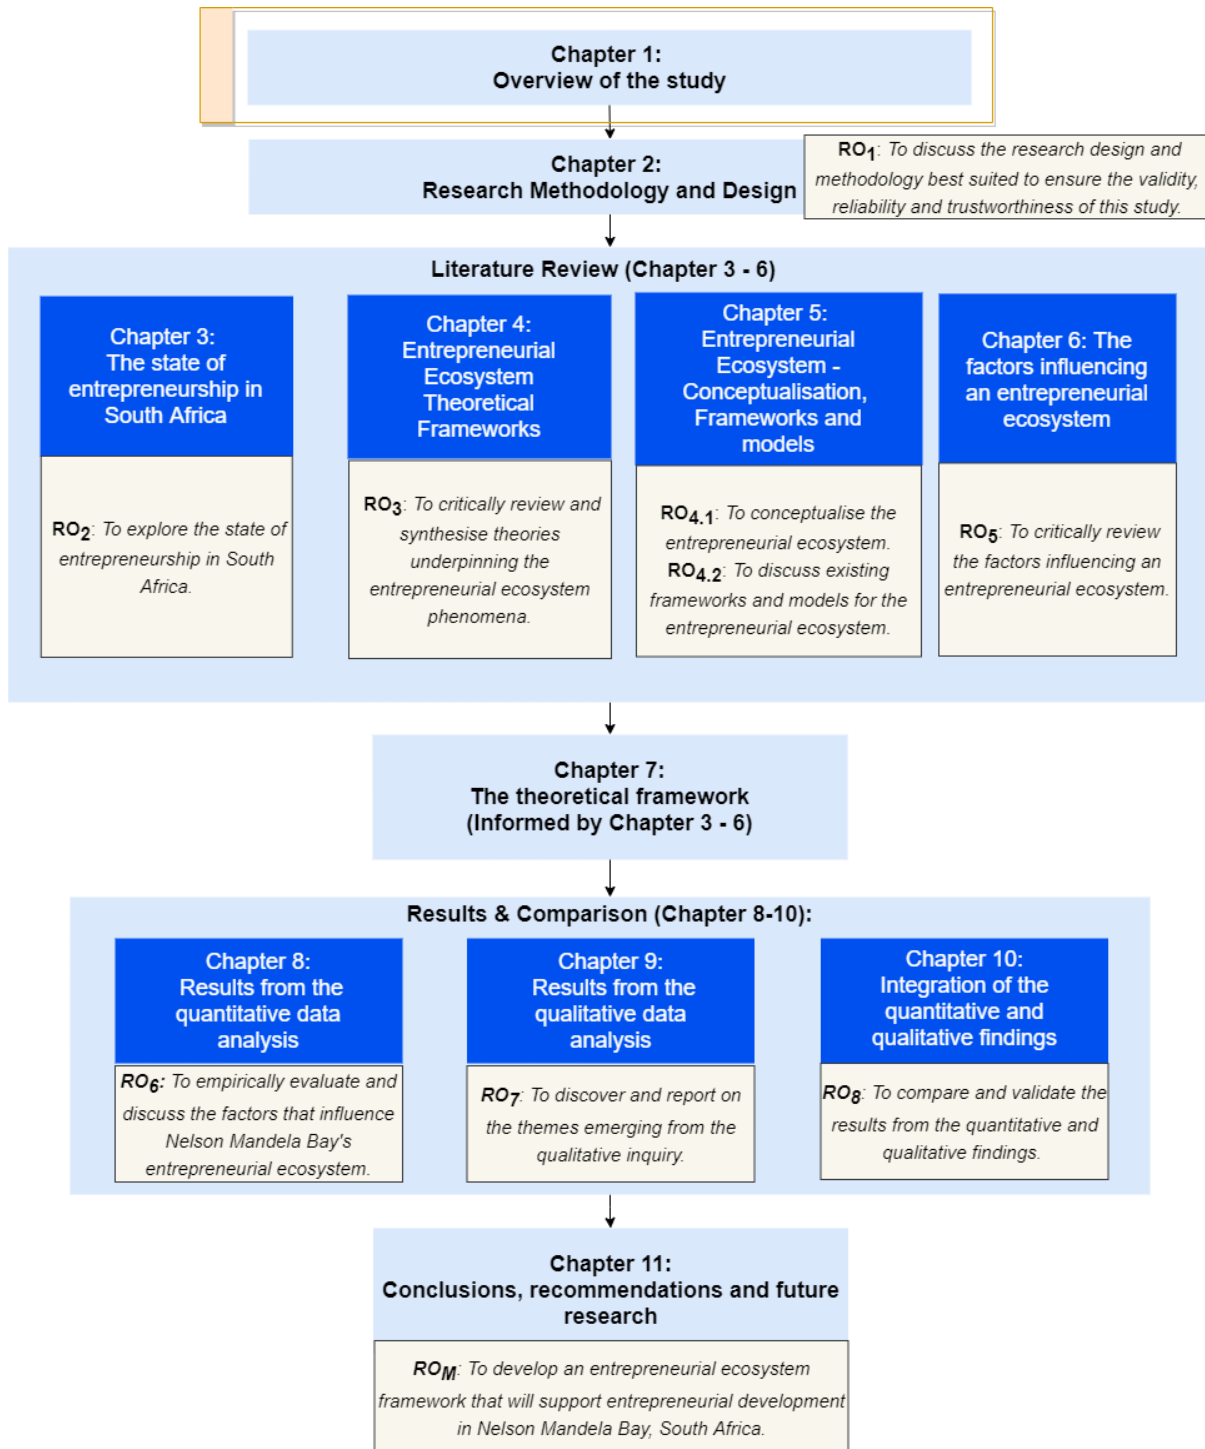 Chapter 1:
Overview of the study
Chapter 2:
Research Methodology and Design
RO1: To discuss the research design and
methodology best suited to ensure the validity,
reliability and trustworthiness of this study.
Literature Review (Chapter 3 - 6)
Chapter 3:
The state of
entrepreneurship in
South Africa
RO2: To explore the state of
entrepreneurship in South
Africa.
Chapter 4:
Entrepreneurial
Ecosystem
Theoretical
Frameworks
RO3: To critically review and
synthesise theories
underpinning the
entrepreneurial ecosystem
phenomena.
Chapter 5:
Entrepreneurial
Ecosystem -
Conceptualisation,
Frameworks and
models
RO4.1: To conceptualise the
entrepreneurial ecosystem.
RO4.2: To discuss existing
frameworks and models for the
entrepreneurial ecosystem.
Chapter 6: The
factors influencing
an entrepreneurial
ecosystem
RO5: To critically review
the factors influencing an
entrepreneurial ecosystem.
Chapter 7:
The theoretical framework
(Informed by Chapter 3 - 6)
Results & Comparison (Chapter 8-10):
Chapter 8:
Results from the
quantitative data
analysis
RO6: To empirically evaluate and
discuss the factors that influence
Nelson Mandela Bay's
entrepreneurial ecosystem.
Chapter 9:
Results from the
qualitative data
analysis
RO7: To discover and report on
the themes emerging from the
qualitative inquiry.
Chapter 10:
Integration of the
quantitative and
qualitative findings
RO8: To compare and validate the
results from the quantitative and
qualitative findings.
Chapter 11:
Conclusions, recommendations and future
research
ROM: To develop an entrepreneurial ecosystem
framework that will support entrepreneurial development
in Nelson Mandela Bay, South Africa.